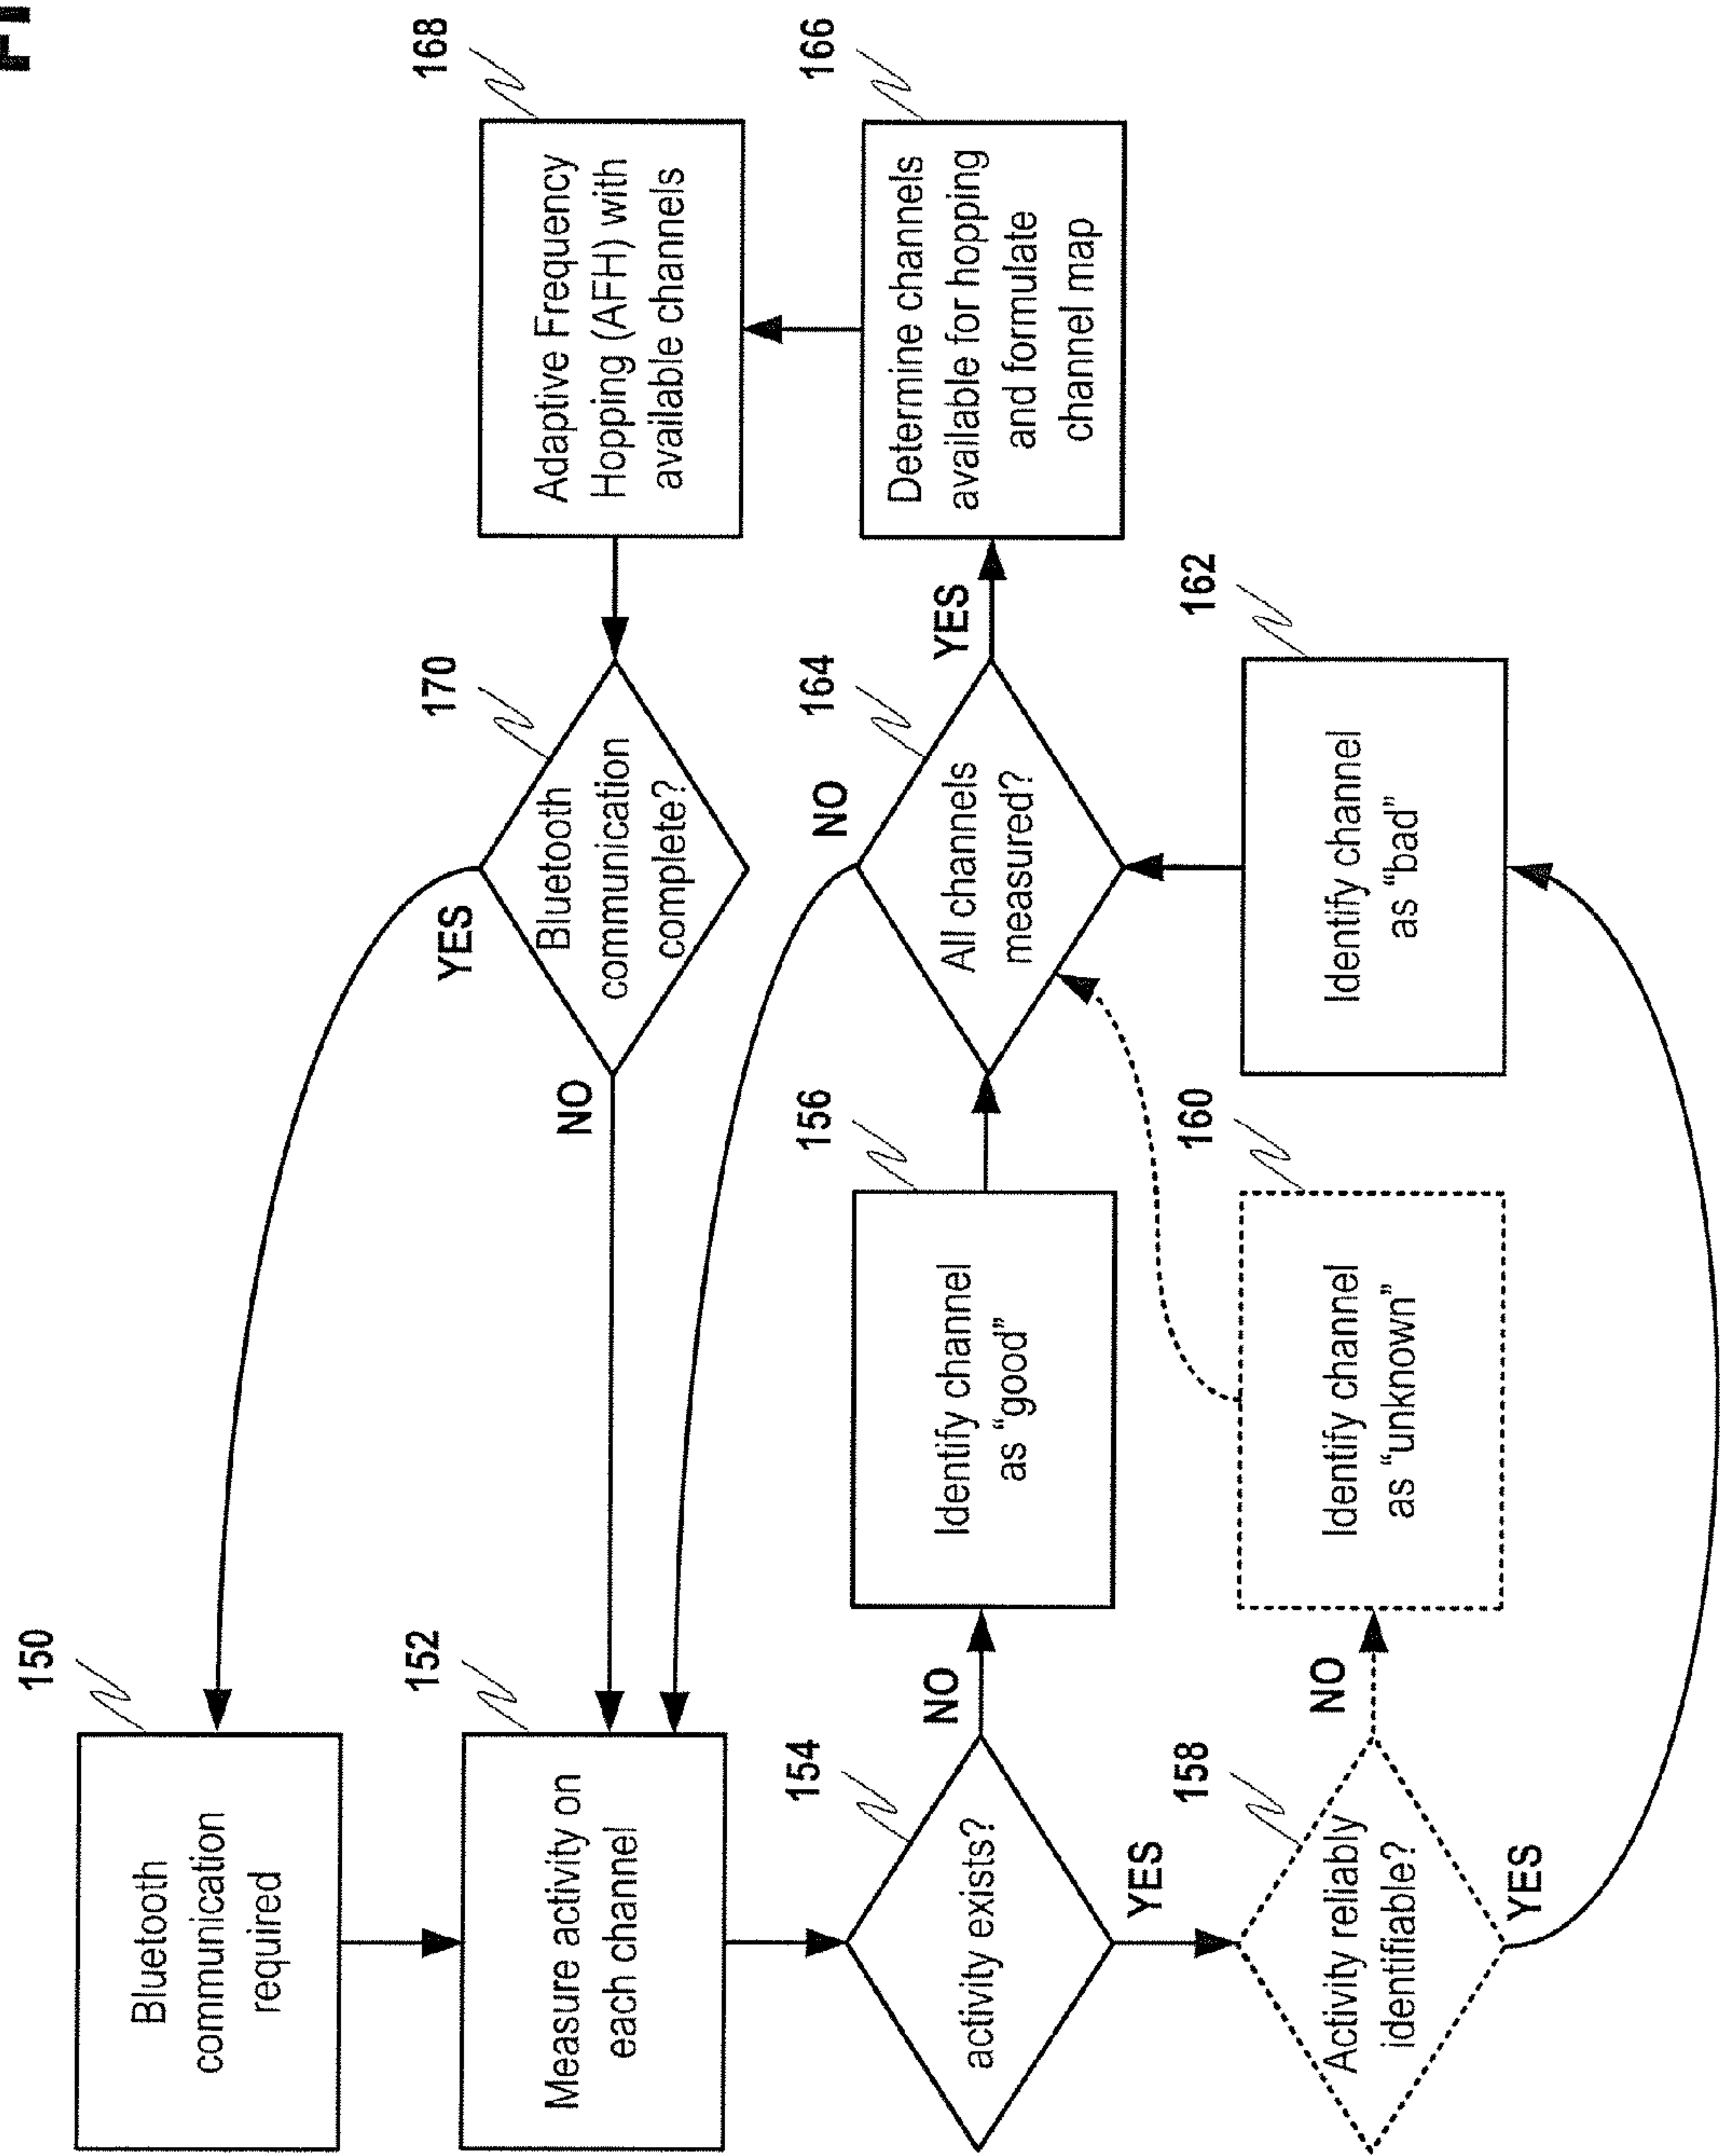 150
Bluetooth
communication
required
152
Measure activity on
each channel
154
activity exists?
NO
YES
156
Identify channel
as “good”
158
Activity reliably
identifiable?
NO
YES
160
Identify channel
as “unknown”
162
Identify channel
as “bad”
164
All channels
measured?
NO
YES
166
Determine channels
available for hopping
and formulate
channel map
168
Adaptive Frequency
Hopping (AFH) with
available channels
170
Bluetooth
communication
complete?
YES
NO